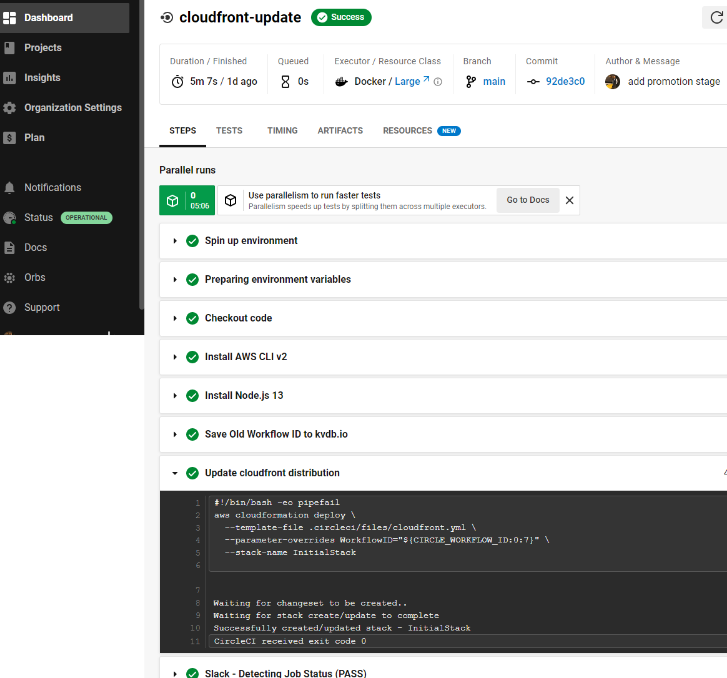 Dashboard
Projects
Insights
Organization Settings
Plan
Notifications
Status OPERATIONAL
Docs
Orbs
Support
cloudfront-update Success
Duration / Finished
5m 7s / 1d ago
Queued
0s
Executor / Resource Class
Docker / Large
Branch
main
Commit
92de3c0
Author & Message
add promotion stage
STEPS TESTS TIMING ARTIFACTS RESOURCES NEW
Parallel runs
0
05:06
Use parallelism to run faster tests
Parallelism speeds up tests by splitting them across multiple executors.
Go to Docs
Spin up environment
Preparing environment variables
Checkout code
Install AWS CLI v2
Install Node.js 13
Save Old Workflow ID to kvdb.io
Update cloudfront distribution
1 #!/bin/bash -eo pipefail
2 aws cloudformation deploy \
3 --template-file .circleci/files/cloudfront.yml \
4 --parameter-overrides WorkflowID="${CIRCLE_WORKFLOW_ID:0:7}" \
5 --stack-name InitialStack
6
7
8 Waiting for changeset to be created..
9 Waiting for stack create/update to complete
10 Successfully created/updated stack - InitialStack
11 CircleCI received exit code 0
Slack - Detecting Job Status (PASS)